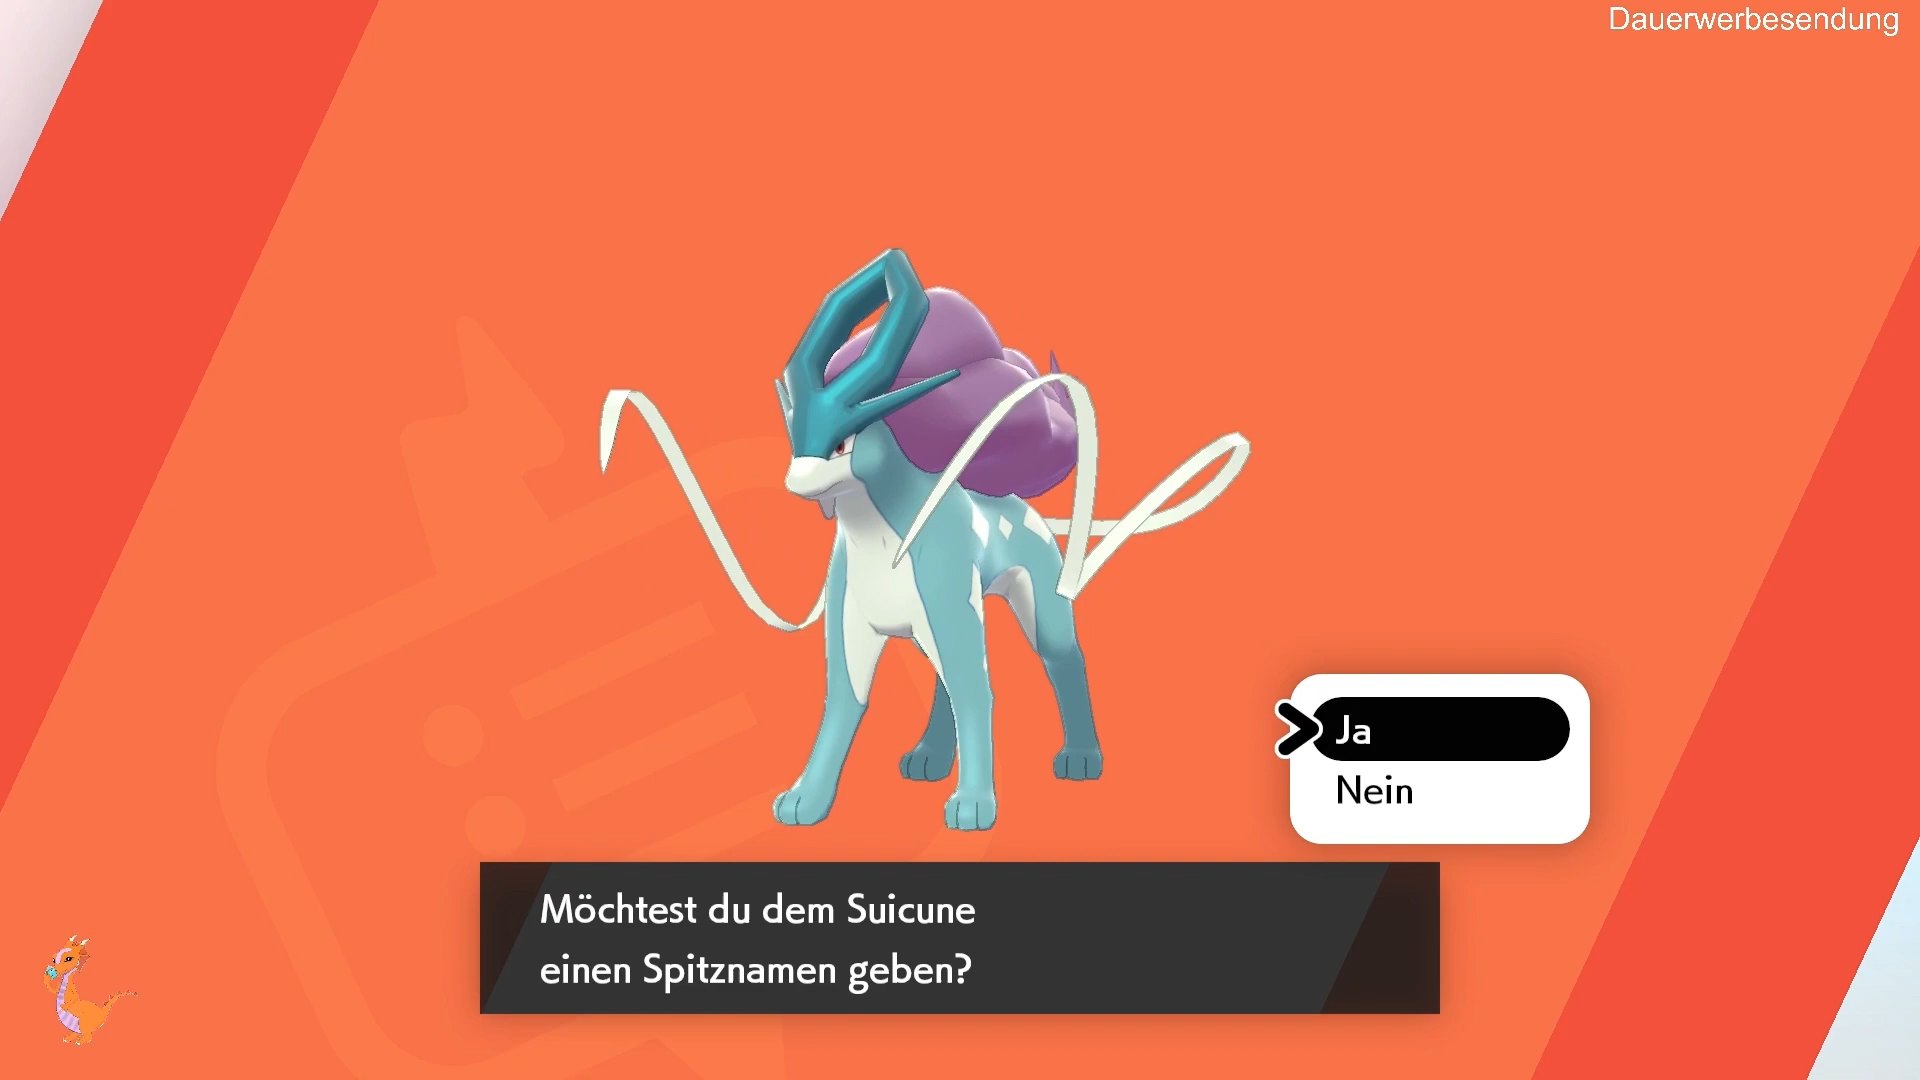 Dauerwerbesendung
Ja
Nein
Möchtest du dem Suicune
einen Spitznamen geben?